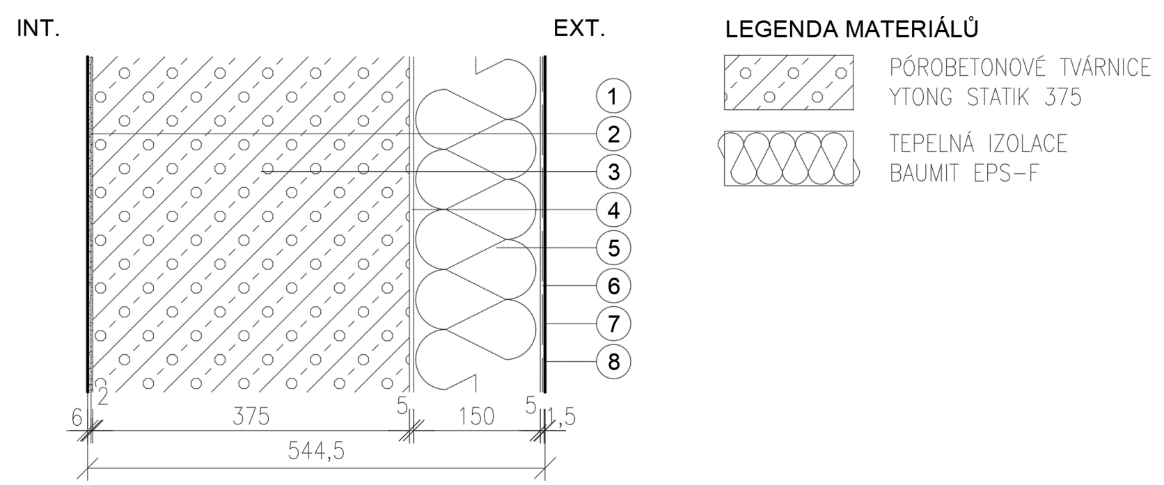 INT.
EXT.
LEGENDA MATERIÁLŮ
PÓROBETONOVÉ TVÁRNICE
YTONG STATIK 375
TEPELNÁ IZOLACE
BAUMIT EPS-F
1
2
3
4
5
6
7
8
6 2 375 5 150 5 1,5
544,5